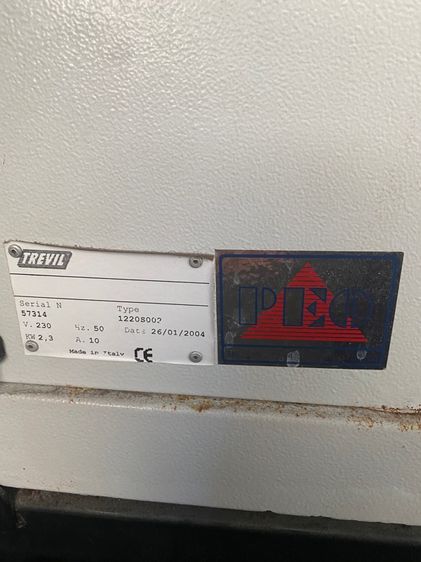 TREVIL
Serial N Type
57314 1220S002
V. 230 Hz. 50 Date 26/01/2004
KW 2,3 A. 10
Made in Italy CE